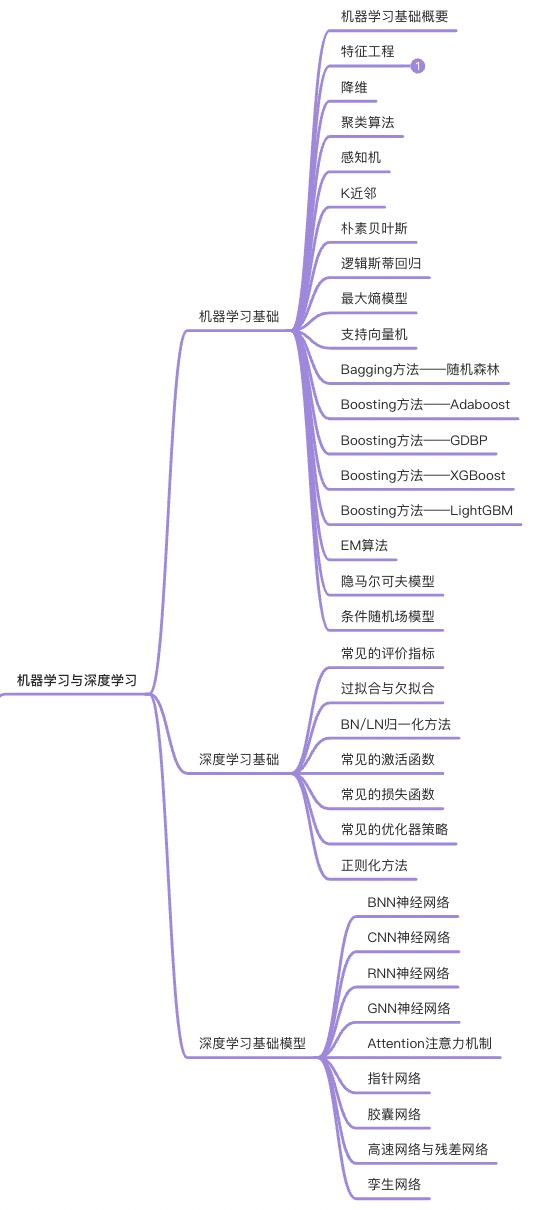 机器学习基础概要
特征工程
1
降维
聚类算法
感知机
K近邻
朴素贝叶斯
逻辑斯蒂回归
最大熵模型
机器学习基础
支持向量机
Bagging方法——随机森林
Boosting方法——Adaboost
Boosting方法——GDBP
Boosting方法——XGBoost
Boosting方法——LightGBM
EM算法
隐马尔可夫模型
条件随机场模型
常见的评价指标
机器学习与深度学习
过拟合与欠拟合
BN/LN归一化方法
深度学习基础
常见的激活函数
常见的损失函数
常见的优化器策略
正则化方法
BNN神经网络
CNN神经网络
RNN神经网络
GNN神经网络
深度学习基础模型
Attention注意力机制
指针网络
胶囊网络
高速网络与残差网络
孪生网络